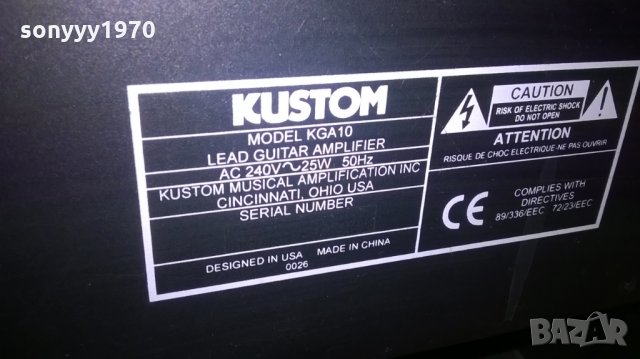 sonyyy1970
KUSTOM
MODEL KGA10
LEAD GUITAR AMPLIFIER
AC 240V~25W 50Hz
KUSTOM MUSICAL AMPLIFICATION INC
CINCINNATI, OHIO USA
SERIAL NUMBER
DESIGNED IN USA MADE IN CHINA
0026
CAUTION
RISK OF ELECTRIC SHOCK
DO NOT OPEN
ATTENTION
RISQUE DE CHOC ELECTRIQUE-NE PAS OUVRIR
CE
COMPLIES WITH
DIRECTIVES
89/336/EEC 72/23/EEC
BAZAR